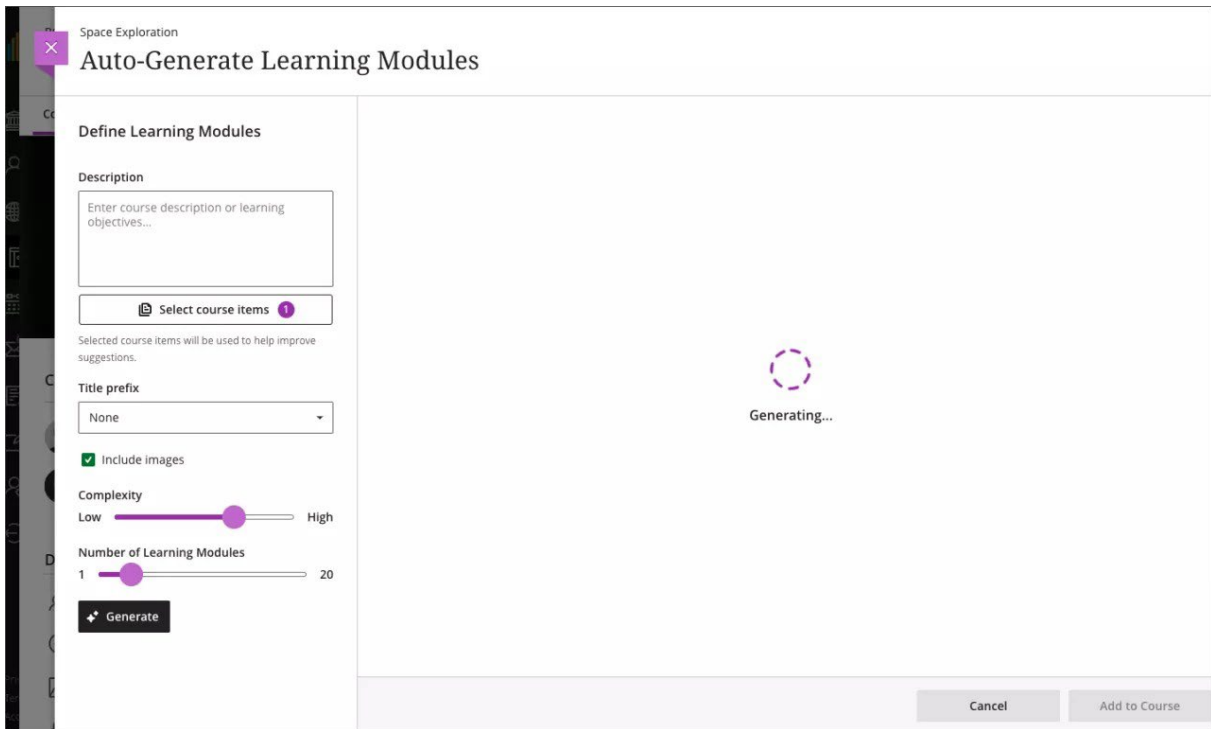 Space Exploration
Auto-Generate Learning Modules
Define Learning Modules
Description
Enter course description or learning
objectives...
Select course items 1
Selected course items will be used to help improve
suggestions.
Title prefix
None
Include images
Complexity
Low High
Number of Learning Modules
1 20
Generate
Generating...
Cancel Add to Course